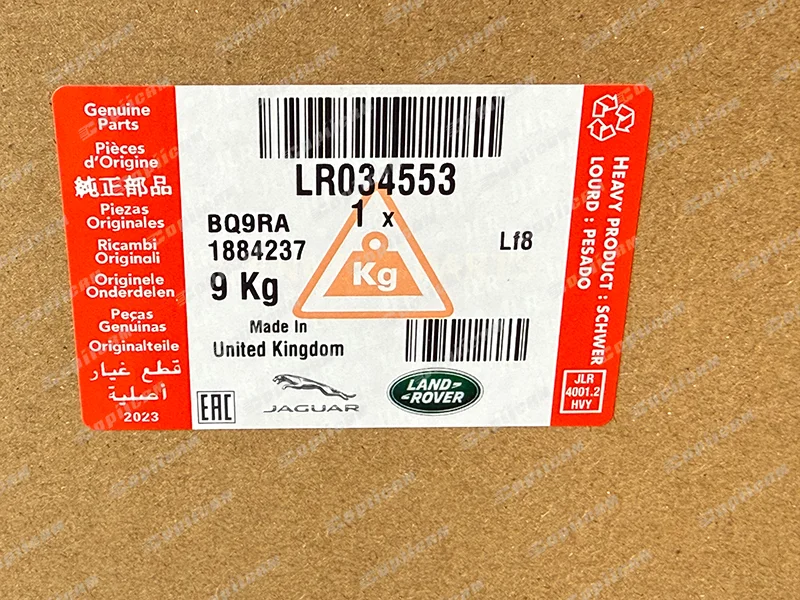 Genuine
Parts
Pièces
d'Origine
純正部品
Piezas
Originales
Ricambi
Originali
Originele
Onderdelen
Peças
Genuínas
Originalteile
قطع غيار
أصلية
2023
LR034553
1 x
BQ9RA
1884237
Lf8
9 Kg
Kg
Made In
United Kingdom
EAC
JAGUAR
LAND-
-ROVER
HEAVY PRODUCT : SCHWER
LOURD : PESADO
JLR
4001.2
HVY